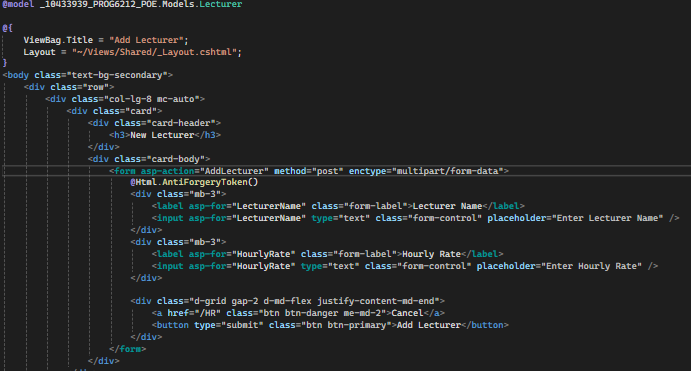 @model _10433939_PROG6212_POE.Models.Lecturer
@{
ViewBag.Title = "Add Lecturer";
Layout = "~/Views/Shared/_Layout.cshtml";
}
<body class="text-bg-secondary">
<div class="row">
<div class="col-lg-8 mc-auto">
<div class="card">
<div class="card-header">
<h3>New Lecturer</h3>
</div>
<div class="card-body">
<form asp-action="AddLecturer" method="post" enctype="multipart/form-data">
@Html.AntiForgeryToken()
<div class="mb-3">
<label asp-for="LecturerName" class="form-label">Lecturer Name</label>
<input asp-for="LecturerName" type="text" class="form-control" placeholder="Enter Lecturer Name" />
</div>
<div class="mb-3">
<label asp-for="HourlyRate" class="form-label">Hourly Rate</label>
<input asp-for="HourlyRate" type="text" class="form-control" placeholder="Enter Hourly Rate" />
</div>
<div class="d-grid gap-2 d-md-flex justify-content-md-end">
<a href="/HR" class="btn btn-danger me-md-2">Cancel</a>
<button type="submit" class="btn btn-primary">Add Lecturer</button>
</div>
</form>
</div>